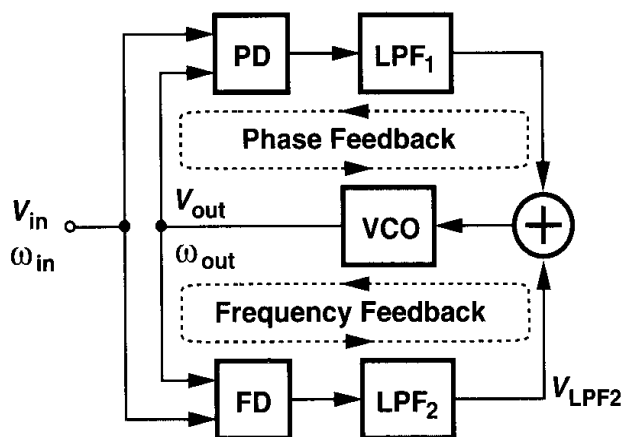 PD
LPF1
Phase Feedback
Vin
ωin
Vout
ωout
VCO
+
Frequency Feedback
FD
LPF2
VLPF2